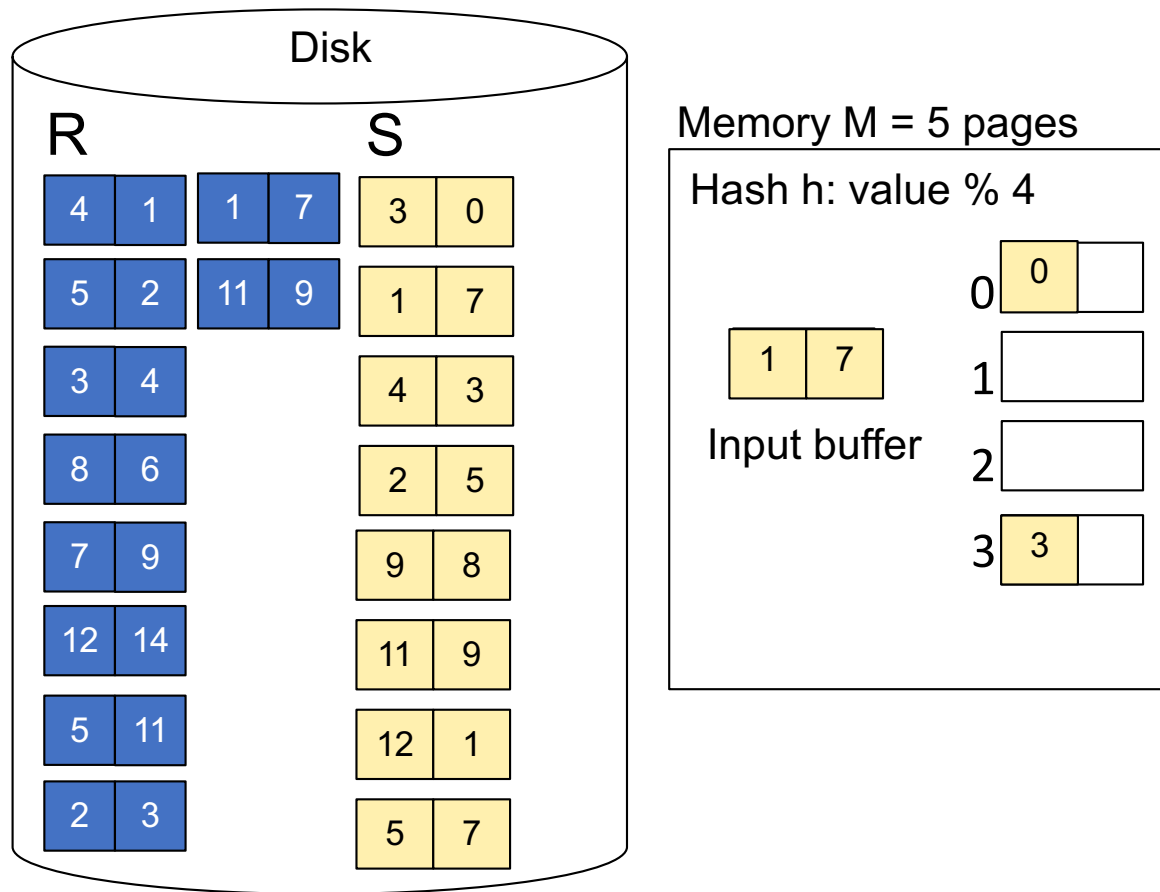 Disk
R S
4 1 1 7
5 2 11 9
3 4
8 6
7 9
12 14
5 11
2 3
3 0
1 7
4 3
2 5
9 8
11 9
12 1
5 7
Memory M = 5 pages
Hash h: value % 4
1 7
Input buffer
0 0
1
2
3 3